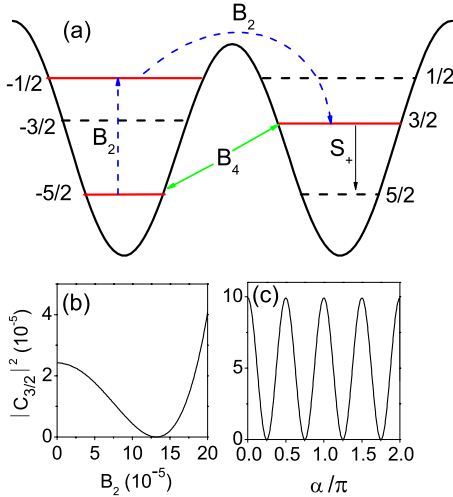 B₂
(a)
-1/2
1/2
-3/2
B₂
3/2
S₊
B₄
-5/2
5/2
(b)
(c)
|C₃/₂|² (10⁻⁵)
4
2
0
0 5 10 15 20
B₂ (10⁻⁵)
10
5
0
0.0 0.5 1.0 1.5 2.0
α/π